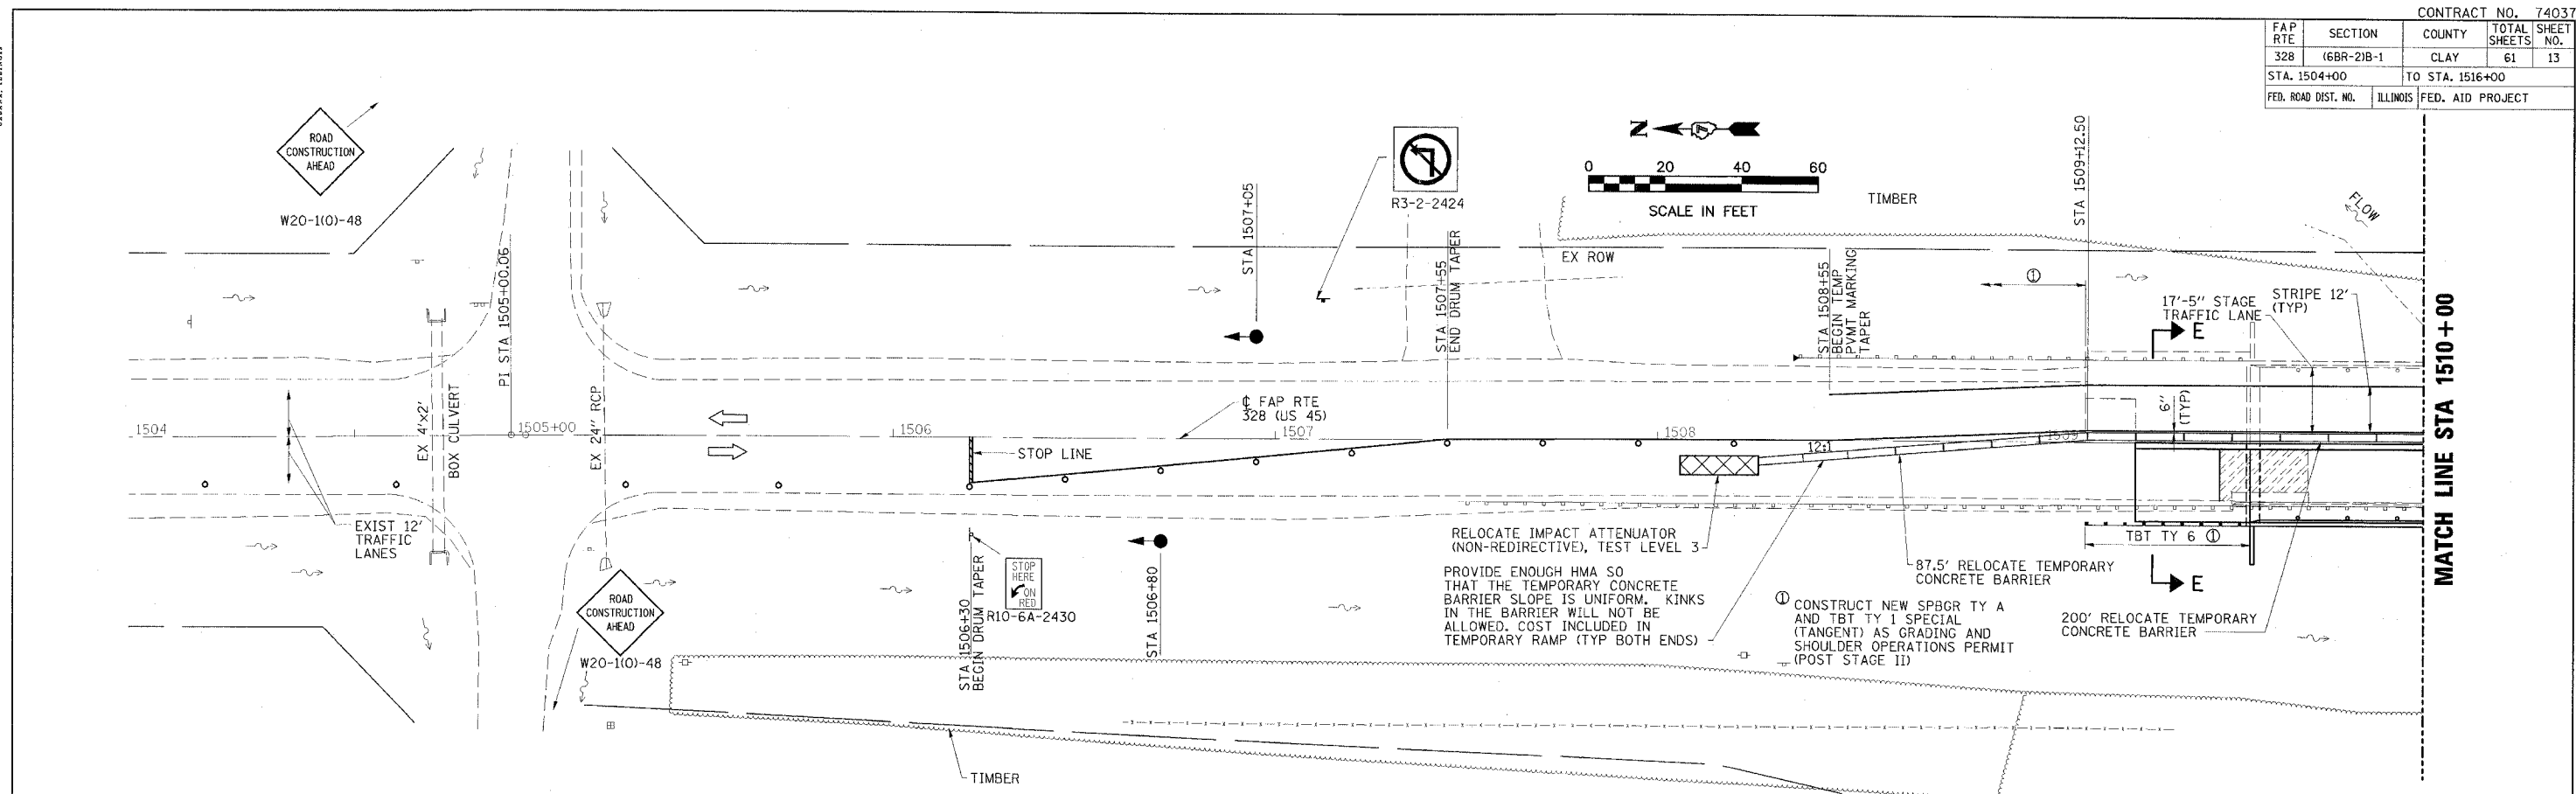 CONTRACT NO. 74037
FAP RTE
SECTION
COUNTY
TOTAL SHEETS
SHEET NO.
328
(6BR-2)B-1
CLAY
61
13
STA. 1504+00
TO STA. 1516+00
FED. ROAD DIST. NO.
ILLINOIS
FED. AID PROJECT
ROAD
CONSTRUCTION
AHEAD
W20-1(O)-48
R3-2-2424
N
0 20 40 60
SCALE IN FEET
TIMBER
STA 1509+12.50
FLOW
EX ROW
STA 1507+05
STA 1507+55
END DRUM TAPER
STA 1508+55
BEGIN TEMP
PVMT MARKING
TAPER
1
17'-5" STAGE
TRAFFIC LANE
STRIPE 12'
(TYP)
E
MATCH LINE STA 1510+00
PI STA 1505+00.06
EX 4'x2'
BOX CULVERT
EX 24" RCP
1504
1505+00
1506
1507
1508
1509
℄ FAP RTE
328 (US 45)
6"
(TYP)
12:1
STOP LINE
EXIST 12'
TRAFFIC
LANES
ROAD
CONSTRUCTION
AHEAD
W20-1(O)-48
STA 1506+30
BEGIN DRUM TAPER
STOP
HERE
ON
RED
R10-6A-2430
STA 1506+80
RELOCATE IMPACT ATTENUATOR
(NON-REDIRECTIVE), TEST LEVEL 3
PROVIDE ENOUGH HMA SO
THAT THE TEMPORARY CONCRETE
BARRIER SLOPE IS UNIFORM. KINKS
IN THE BARRIER WILL NOT BE
ALLOWED. COST INCLUDED IN
TEMPORARY RAMP (TYP BOTH ENDS)
87.5' RELOCATE TEMPORARY
CONCRETE BARRIER
TBT TY 6 1
E
1 CONSTRUCT NEW SPBGR TY A
AND TBT TY 1 SPECIAL
(TANGENT) AS GRADING AND
SHOULDER OPERATIONS PERMIT
(POST STAGE II)
200' RELOCATE TEMPORARY
CONCRETE BARRIER
TIMBER